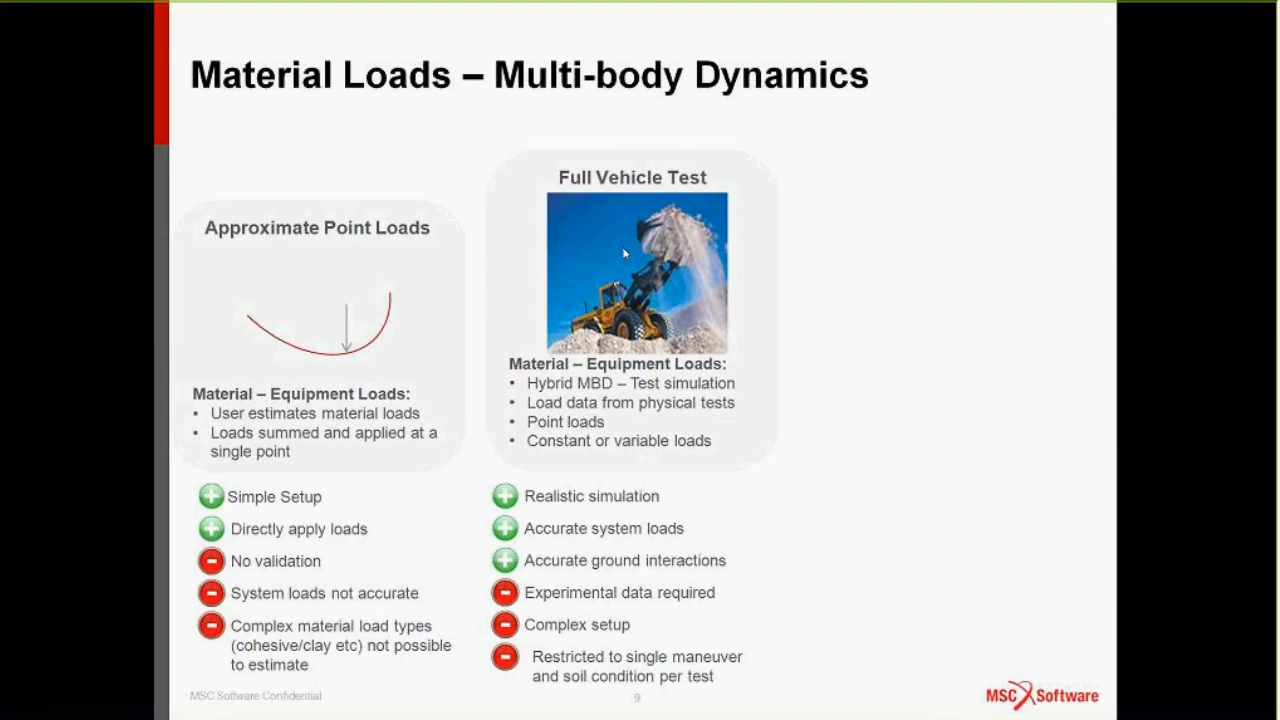 Material Loads – Multi-body Dynamics
Approximate Point Loads
Material – Equipment Loads:
• User estimates material loads
• Loads summed and applied at a
single point
Simple Setup
Directly apply loads
No validation
System loads not accurate
Complex material load types
(cohesive/clay etc) not possible
to estimate
Full Vehicle Test
Material – Equipment Loads:
• Hybrid MBD – Test simulation
• Load data from physical tests
• Point loads
• Constant or variable loads
Realistic simulation
Accurate system loads
Accurate ground interactions
Experimental data required
Complex setup
Restricted to single maneuver
and soil condition per test
MSC Software Confidential
9
MSC Software